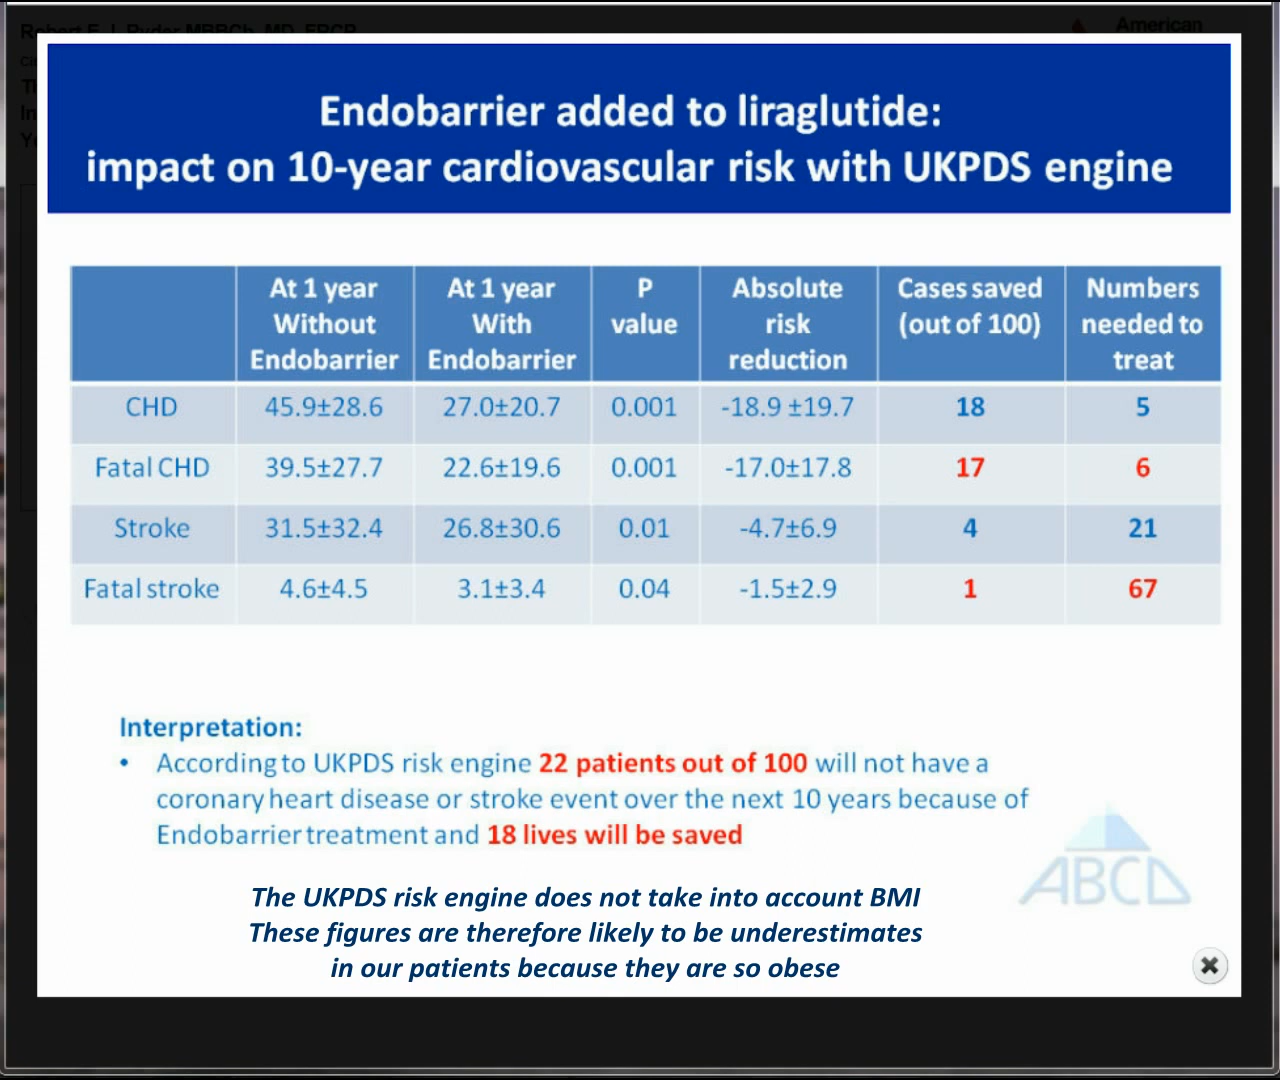 Robert E. J. Ryder MBBCh, MD, FRCP
American
Endobarrier added to liraglutide:
impact on 10-year cardiovascular risk with UKPDS engine
At 1 year Without Endobarrier
At 1 year With Endobarrier
P value
Absolute risk reduction
Cases saved (out of 100)
Numbers needed to treat
CHD 45.9±28.6 27.0±20.7 0.001 -18.9 ±19.7 18 5
Fatal CHD 39.5±27.7 22.6±19.6 0.001 -17.0±17.8 17 6
Stroke 31.5±32.4 26.8±30.6 0.01 -4.7±6.9 4 21
Fatal stroke 4.6±4.5 3.1±3.4 0.04 -1.5±2.9 1 67
Interpretation:
• According to UKPDS risk engine 22 patients out of 100 will not have a
coronary heart disease or stroke event over the next 10 years because of
Endobarrier treatment and 18 lives will be saved
ABCD
The UKPDS risk engine does not take into account BMI
These figures are therefore likely to be underestimates
in our patients because they are so obese